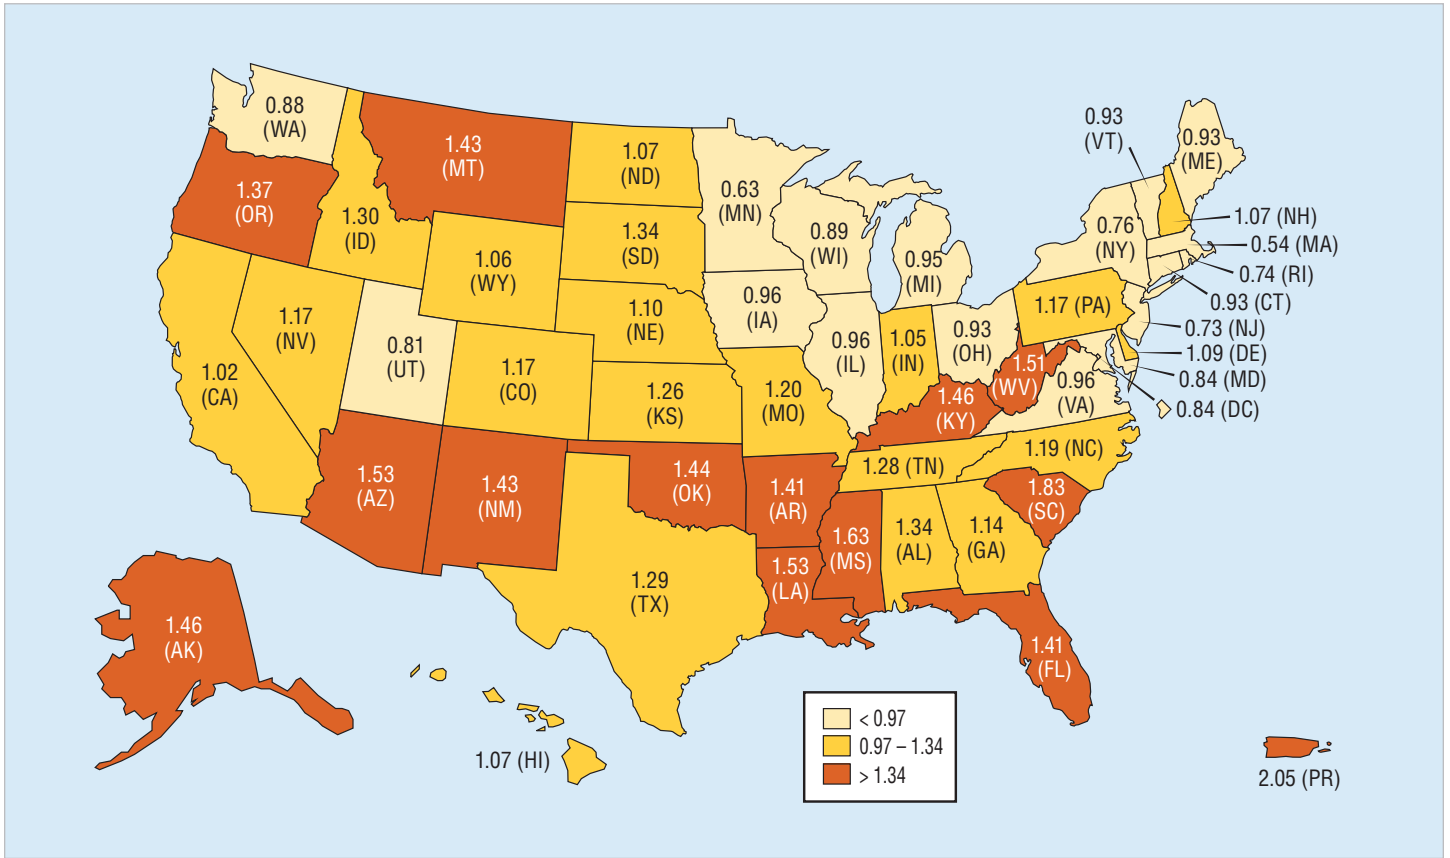 0.88
(WA)
1.43
(MT)
1.37
(OR)
1.30
(ID)
1.07
(ND)
0.63
(MN)
0.93
(VT)
0.93
(ME)
1.34
(SD)
0.89
(WI)
0.95
(MI)
0.76
(NY)
1.07 (NH)
0.54 (MA)
0.74 (RI)
0.93 (CT)
0.73 (NJ)
1.09 (DE)
0.84 (MD)
0.84 (DC)
1.06
(WY)
1.17
(NV)
1.02
(CA)
0.81
(UT)
1.17
(CO)
1.10
(NE)
0.96
(IA)
0.96
(IL)
1.05
(IN)
0.93
(OH)
1.17 (PA)
1.51
(WV)
0.96
(VA)
1.26
(KS)
1.20
(MO)
1.46
(KY)
1.28 (TN)
1.19 (NC)
1.53
(AZ)
1.43
(NM)
1.44
(OK)
1.41
(AR)
1.83
(SC)
1.63
(MS)
1.34
(AL)
1.14
(GA)
1.53
(LA)
1.29
(TX)
1.41
(FL)
1.46
(AK)
1.07 (HI)
< 0.97
0.97 – 1.34
> 1.34
2.05 (PR)